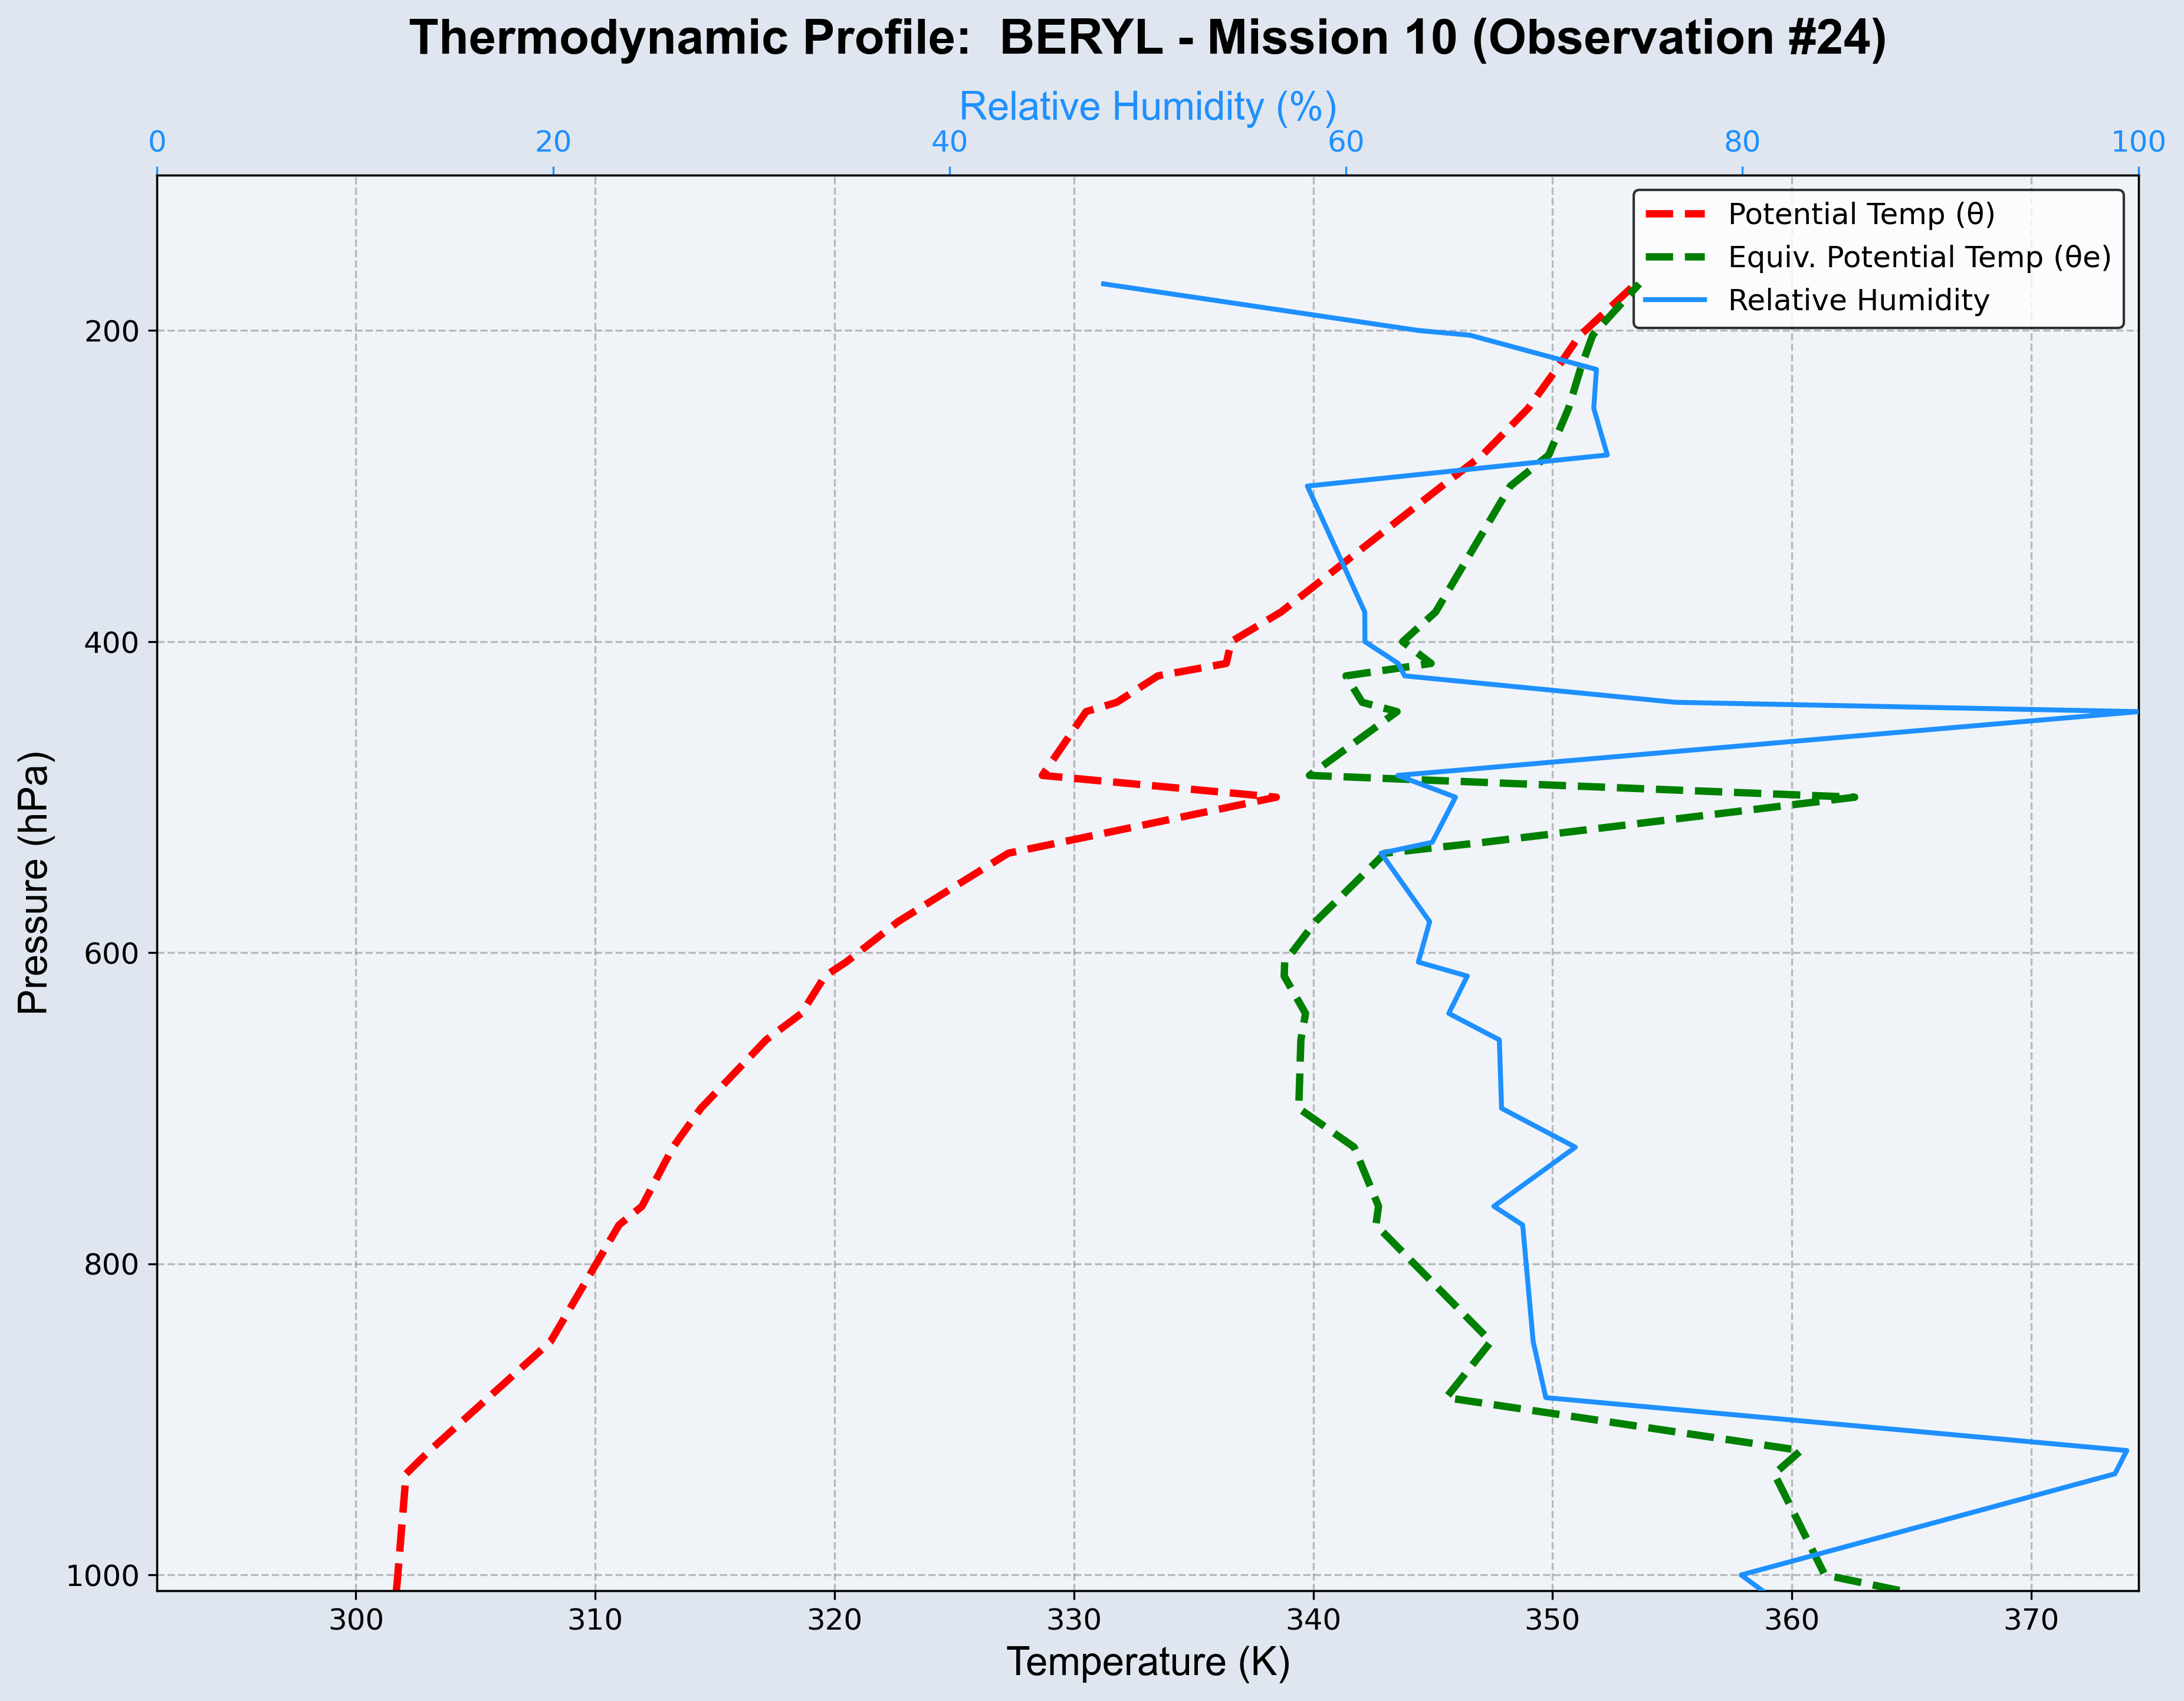 Thermodynamic Profile:  BERYL - Mission 10 (Observation #24)
Relative Humidity (%)
0 20 40 60 80 100
Potential Temp (θ)
Equiv. Potential Temp (θe)
Relative Humidity
200
400
600
800
1000
Pressure (hPa)
300 310 320 330 340 350 360 370
Temperature (K)